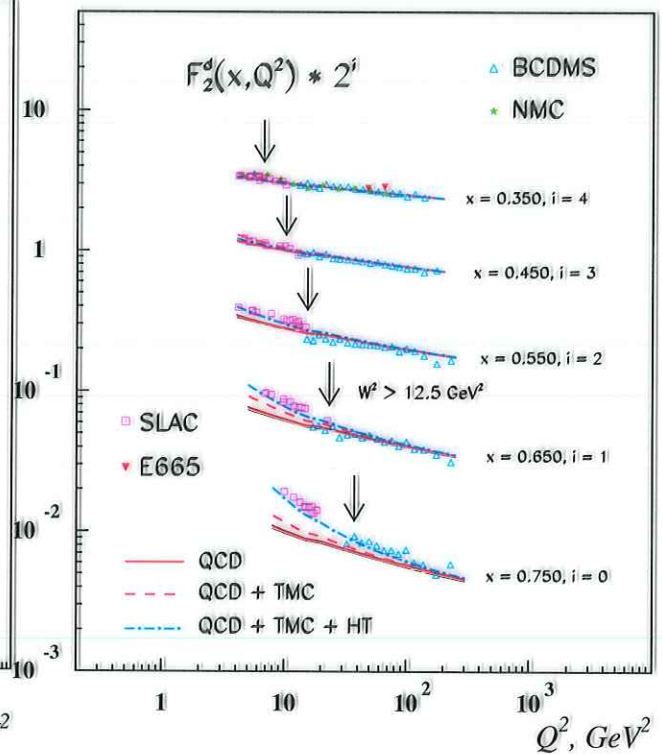 F₂ᵈ(x,Q²) * 2ⁱ
△ BCDMS
★ NMC
10
x = 0.350, i = 4
1
x = 0.450, i = 3
x = 0.550, i = 2
10⁻¹
W² > 12.5 GeV²
□ SLAC
x = 0.650, i = 1
▼ E665
10⁻²
QCD
x = 0.750, i = 0
QCD + TMC
QCD + TMC + HT
10⁻³
1 10 10² 10³
2
Q², GeV²